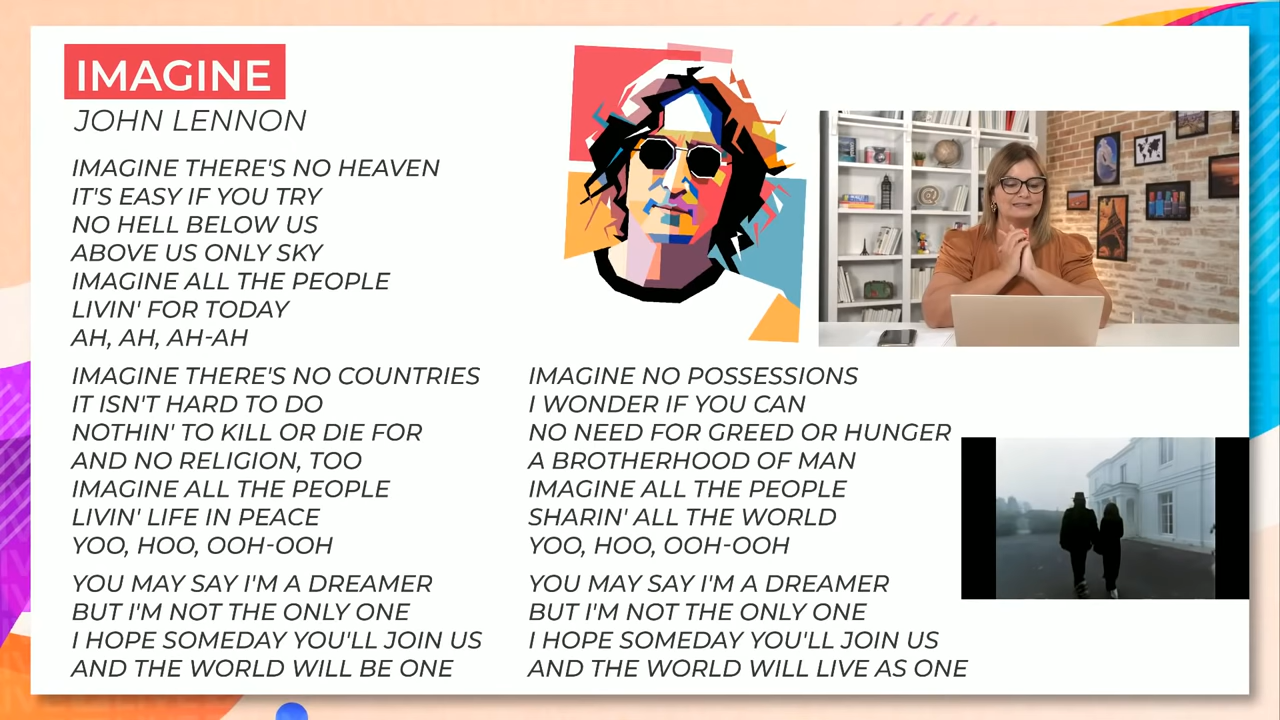 IMAGINE
JOHN LENNON
IMAGINE THERE'S NO HEAVEN
IT'S EASY IF YOU TRY
NO HELL BELOW US
ABOVE US ONLY SKY
IMAGINE ALL THE PEOPLE
LIVIN' FOR TODAY
AH, AH, AH-AH
IMAGINE THERE'S NO COUNTRIES
IT ISN'T HARD TO DO
NOTHIN' TO KILL OR DIE FOR
AND NO RELIGION, TOO
IMAGINE ALL THE PEOPLE
LIVIN' LIFE IN PEACE
YOO, HOO, OOH-OOH
YOU MAY SAY I'M A DREAMER
BUT I'M NOT THE ONLY ONE
I HOPE SOMEDAY YOU'LL JOIN US
AND THE WORLD WILL BE ONE
IMAGINE NO POSSESSIONS
I WONDER IF YOU CAN
NO NEED FOR GREED OR HUNGER
A BROTHERHOOD OF MAN
IMAGINE ALL THE PEOPLE
SHARIN' ALL THE WORLD
YOO, HOO, OOH-OOH
YOU MAY SAY I'M A DREAMER
BUT I'M NOT THE ONLY ONE
I HOPE SOMEDAY YOU'LL JOIN US
AND THE WORLD WILL LIVE AS ONE